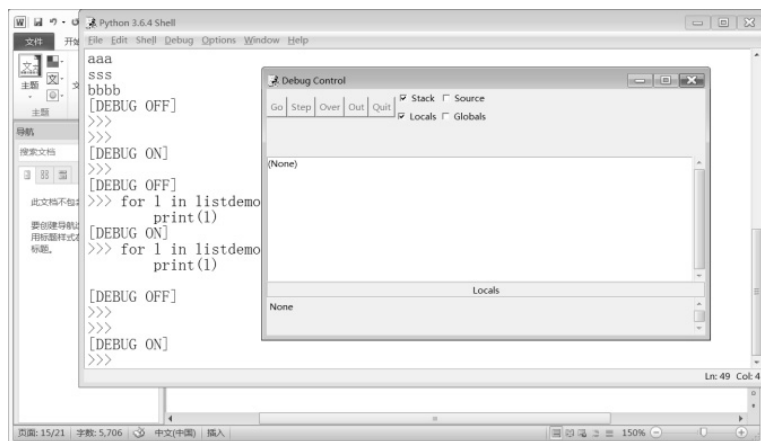 Python 3.6.4 Shell
文件 开始
File Edit Shell Debug Options Window Help
主题
主题
导航
搜索文档
此文档不包含
要创建导航
用标题样式在
标题。
aaa
sss
bbbb
[DEBUG OFF]
>>>
>>>
[DEBUG ON]
>>>
[DEBUG OFF]
>>> for l in listdemo
print(l)
[DEBUG ON]
>>> for l in listdemo
print(l)
[DEBUG OFF]
>>>
>>>
[DEBUG ON]
>>>
Debug Control
Go Step Over Out Quit
Stack Source
Locals Globals
(None)
Locals
None
Ln: 49 Col: 4
页面: 15/21 字数: 5,706 中文(中国) 插入 150%